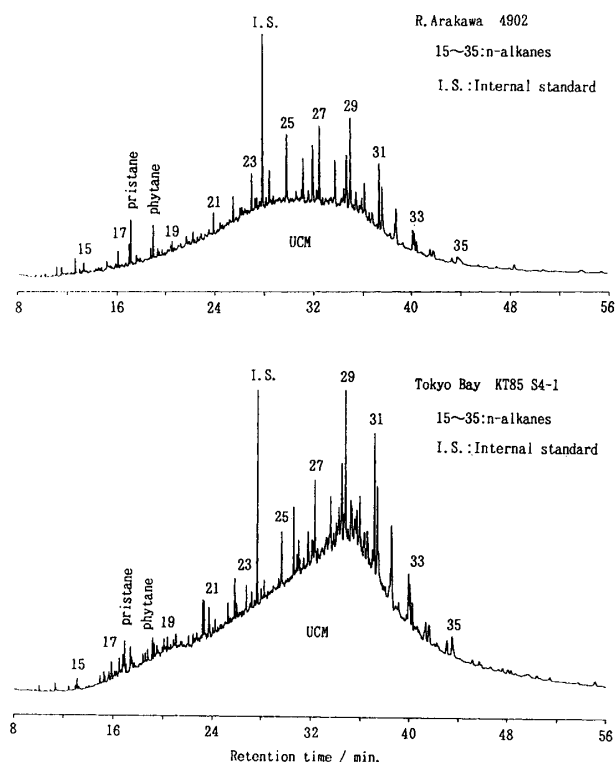 I.S.
R.Arakawa 4902
15~35:n-alkanes
I.S.:Internal standard
29
27
25
31
23
pristane
phytane
21
17
19
33
15
35
UCM
8 16 24 32 40 48 56
I.S.
29
Tokyo Bay KT85 S4-1
15~35:n-alkanes
31
I.S.:Internal standard
27
25
23
33
pristane
phytane
21
19
17
35
UCM
15
8 16 24 32 40 48 56
Retention time / min.